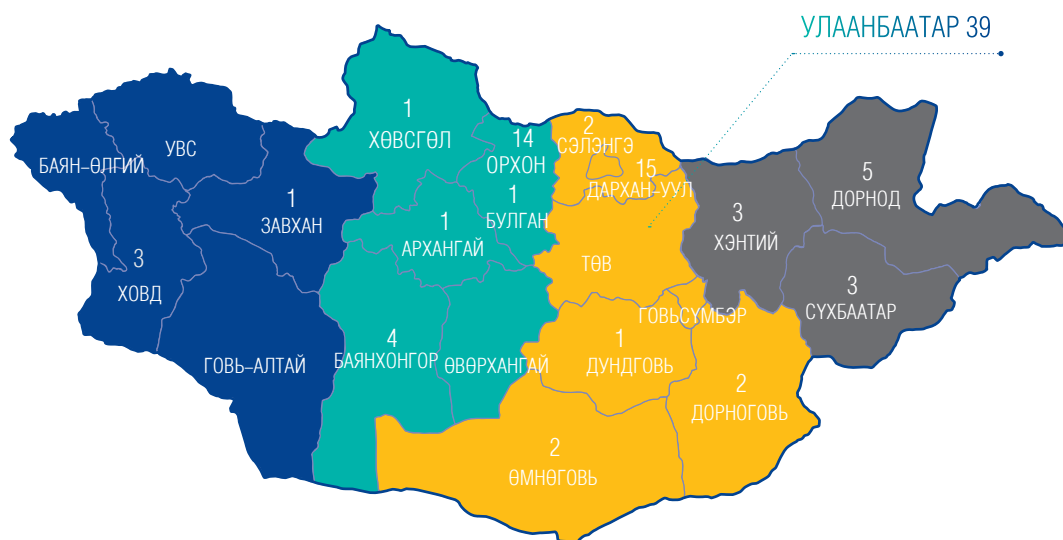 УЛААНБААТАР 39
1
ХӨВСГӨЛ
14
ОРХОН
2
СЭЛЭНГЭ
УВС
БАЯН-ӨЛГИЙ
15
ДАРХАН-УУЛ
5
ДОРНОД
1
ЗАВХАН
1
БУЛГАН
1
АРХАНГАЙ
3
ХЭНТИЙ
3
ХОВД
ТӨВ
3
СҮХБААТАР
ГОВЬСҮМБЭР
4
БАЯНХОНГОР
ӨВӨРХАНГАЙ
1
ДУНДГОВЬ
ГОВЬ-АЛТАЙ
2
ДОРНОГОВЬ
2
ӨМНӨГОВЬ